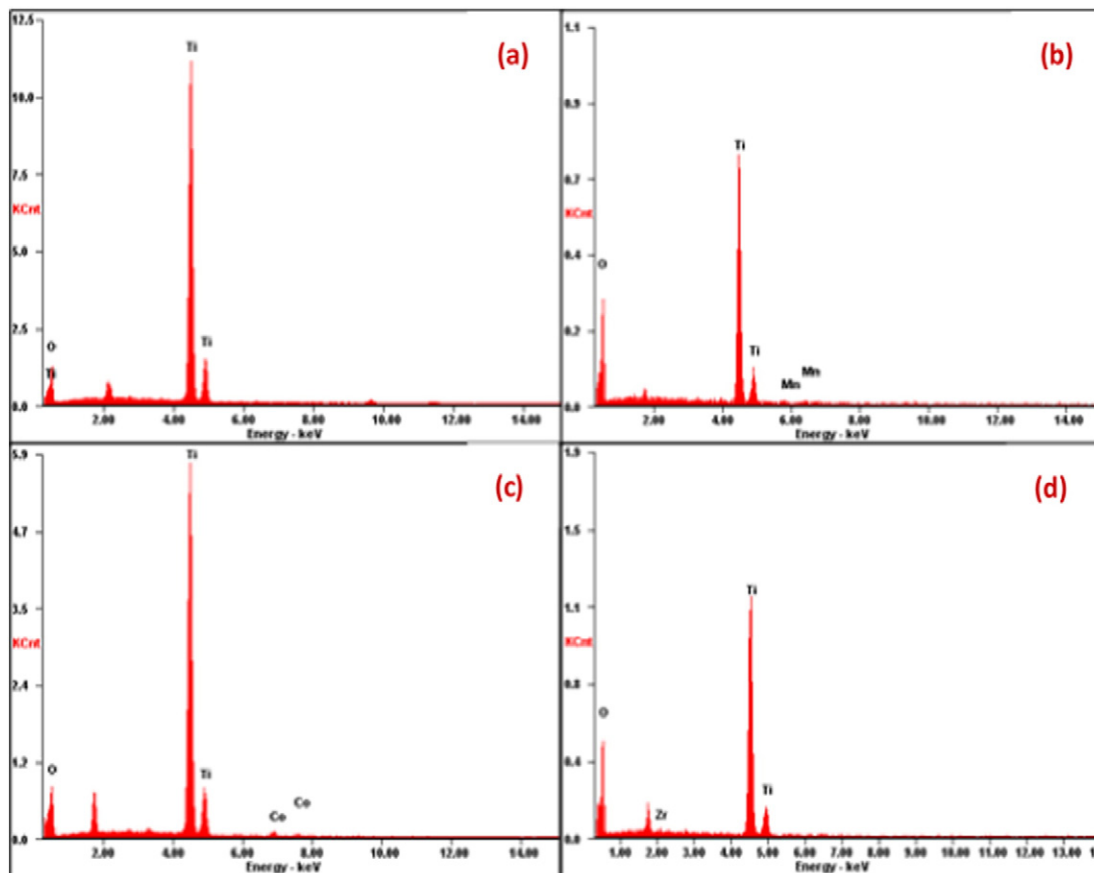 12.5
(a)
Ti
10.0
7.5
KCnt
5.0
2.5
O
Ti
Ti
0.0
2.00 4.00 6.00 8.00 10.00 12.00 14.00
Energy - keV
1.1
(b)
0.9
Ti
0.7
KCnt
0.4
O
0.2
Ti
Mn
Mn
0.0
2.00 4.00 6.00 8.00 10.00 12.00 14.00
Energy - keV
5.9
Ti
(c)
4.7
3.5
KCnt
2.4
1.2
O
Ti
Co
Co
0.0
2.00 4.00 6.00 8.00 10.00 12.00 14.00
Energy - keV
1.9
(d)
1.5
Ti
1.1
KCnt
0.8
O
0.4
Ti
Zr
0.0
1.00 2.00 3.00 4.00 5.00 6.00 7.00 8.00 9.00 10.00 11.00 12.00 13.00
Energy - keV